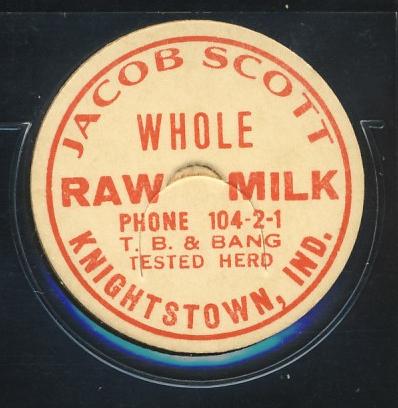 JACOB SCOTT
WHOLE
RAW MILK
PHONE 104-2-1
T. B. & BANG
TESTED HERD
KNIGHTSTOWN, IND.